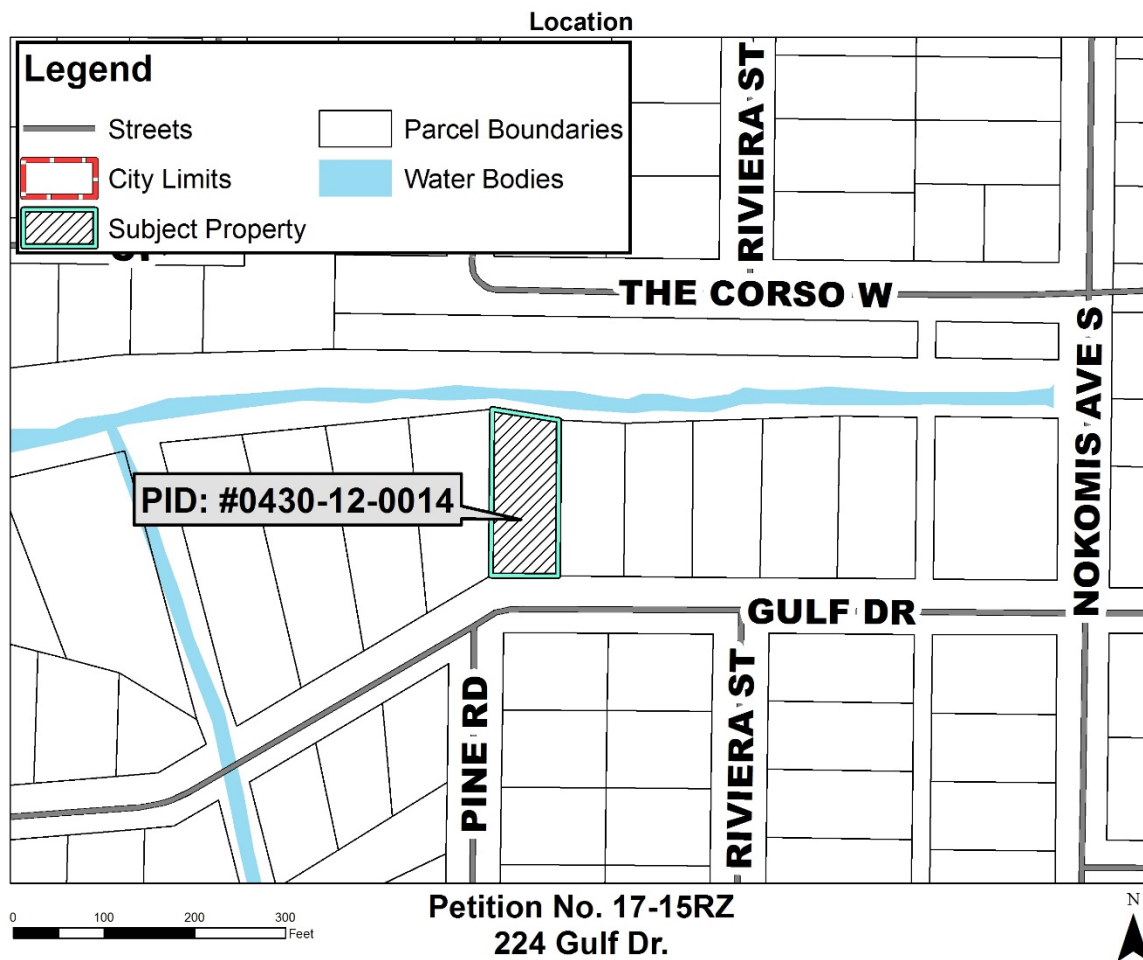 Location
Legend
Streets
Parcel Boundaries
City Limits
Water Bodies
Subject Property
RIVIERA ST
THE CORSO W
NOKOMIS AVE S
PID: #0430-12-0014
GULF DR
PINE RD
RIVIERA ST
0 100 200 300
Feet
Petition No. 17-15RZ
224 Gulf Dr.
N